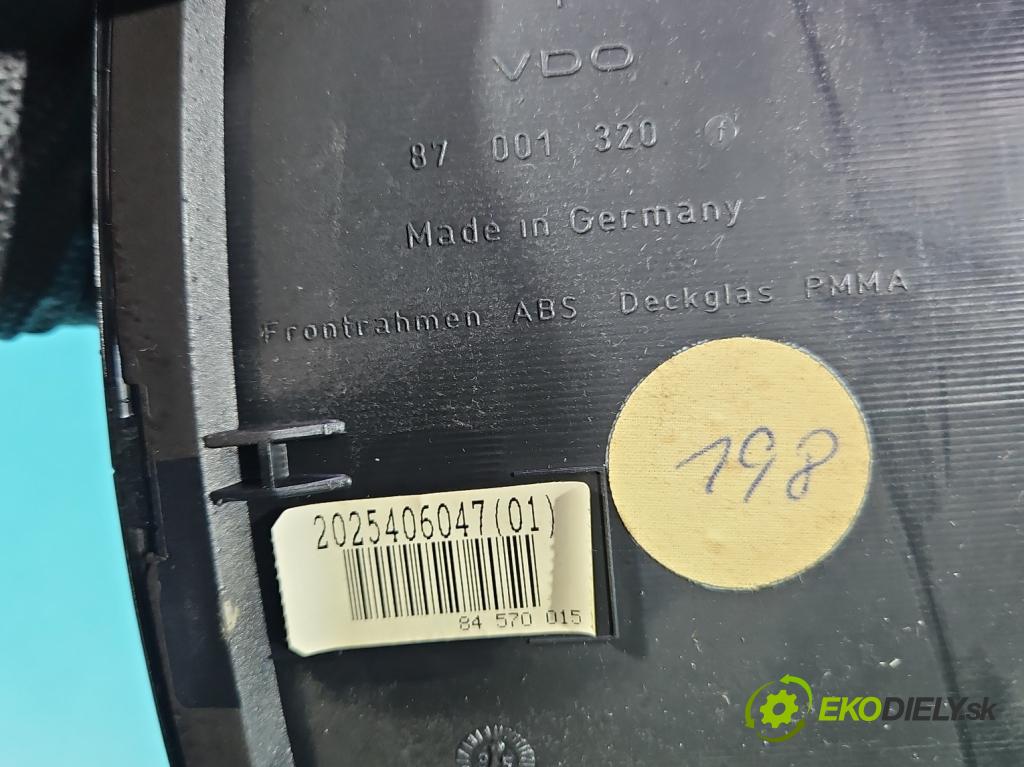 VDO
87 001 320 f
Made in Germany
Frontrahmen ABS Deckglas PMMA
198
2025406047(01)
84 570 015
EKODIELY.sk